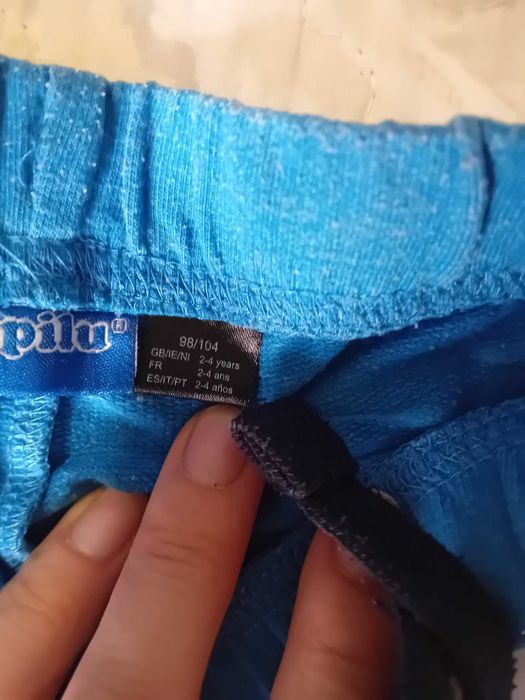 pilu®
98/104
GB/IE/NI 2-4 years
FR 2-4 ans
ES/IT/PT 2-4 años